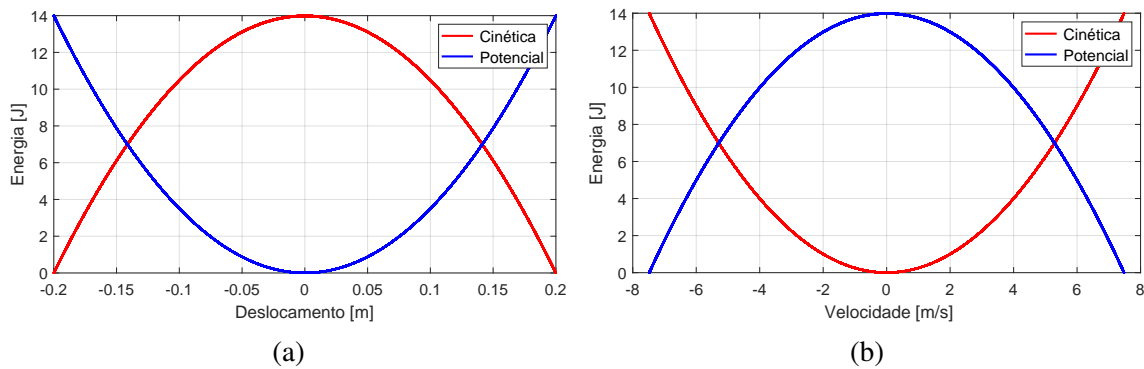 Energia [J]
14
12
10
8
6
4
2
0
-0.2 -0.15 -0.1 -0.05 0 0.05 0.1 0.15 0.2
Deslocamento [m]
Cinética
Potencial
(a)
Energia [J]
14
12
10
8
6
4
2
0
-8 -6 -4 -2 0 2 4 6 8
Velocidade [m/s]
Cinética
Potencial
(b)